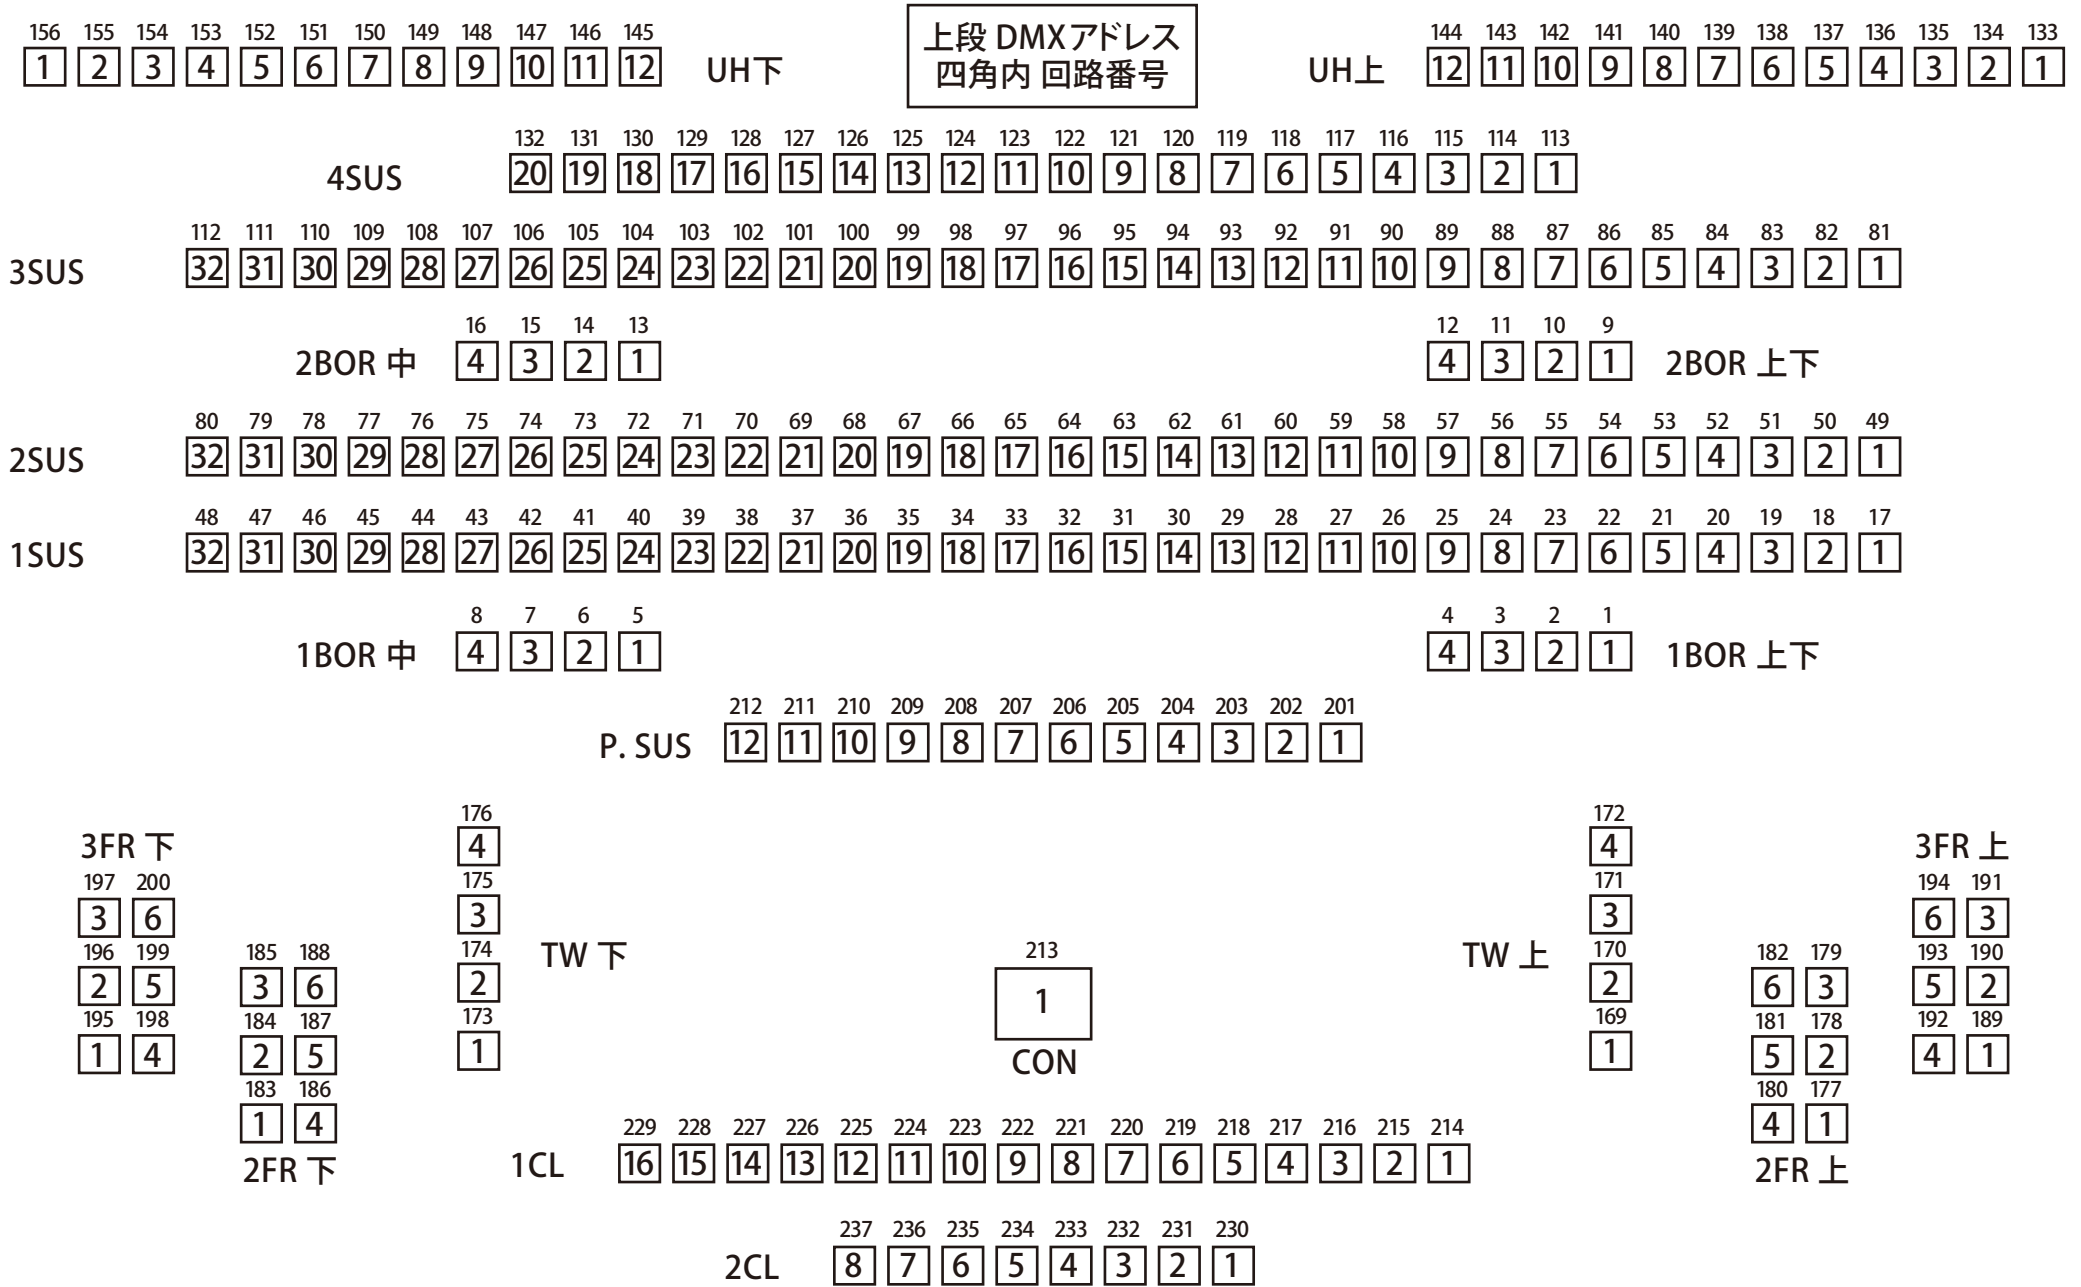 上段 DMXアドレス
四角内 回路番号
156 155 154 153 152 151 150 149 148 147 146 145
1 2 3 4 5 6 7 8 9 10 11 12
UH下
UH上
144 143 142 141 140 139 138 137 136 135 134 133
12 11 10 9 8 7 6 5 4 3 2 1
132 131 130 129 128 127 126 125 124 123 122 121 120 119 118 117 116 115 114 113
4SUS
20 19 18 17 16 15 14 13 12 11 10 9 8 7 6 5 4 3 2 1
112 111 110 109 108 107 106 105 104 103 102 101 100 99 98 97 96 95 94 93 92 91 90 89 88 87 86 85 84 83 82 81
3SUS
32 31 30 29 28 27 26 25 24 23 22 21 20 19 18 17 16 15 14 13 12 11 10 9 8 7 6 5 4 3 2 1
16 15 14 13
2BOR 中
4 3 2 1
12 11 10 9
4 3 2 1
2BOR 上下
80 79 78 77 76 75 74 73 72 71 70 69 68 67 66 65 64 63 62 61 60 59 58 57 56 55 54 53 52 51 50 49
2SUS
32 31 30 29 28 27 26 25 24 23 22 21 20 19 18 17 16 15 14 13 12 11 10 9 8 7 6 5 4 3 2 1
48 47 46 45 44 43 42 41 40 39 38 37 36 35 34 33 32 31 30 29 28 27 26 25 24 23 22 21 20 19 18 17
1SUS
32 31 30 29 28 27 26 25 24 23 22 21 20 19 18 17 16 15 14 13 12 11 10 9 8 7 6 5 4 3 2 1
8 7 6 5
1BOR 中
4 3 2 1
4 3 2 1
4 3 2 1
1BOR 上下
212 211 210 209 208 207 206 205 204 203 202 201
P. SUS
12 11 10 9 8 7 6 5 4 3 2 1
3FR 下
197 200
3 6
196 199
2 5
195 198
1 4
185 188
3 6
184 187
2 5
183 186
1 4
2FR 下
176
4
175
3
174
2
173
1
TW 下
213
1
CON
TW 上
172
4
171
3
170
2
169
1
182 179
6 3
181 178
5 2
180 177
4 1
2FR 上
3FR 上
194 191
6 3
193 190
5 2
192 189
4 1
229 228 227 226 225 224 223 222 221 220 219 218 217 216 215 214
1CL
16 15 14 13 12 11 10 9 8 7 6 5 4 3 2 1
237 236 235 234 233 232 231 230
2CL
8 7 6 5 4 3 2 1